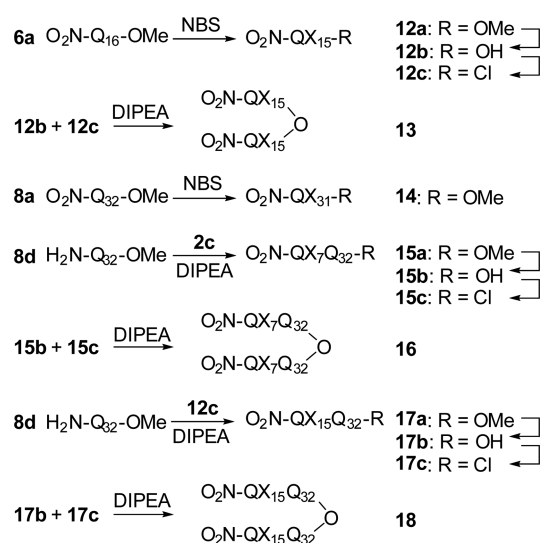 6a O₂N-Q₁₆-OMe NBS O₂N-QX₁₅-R 12a: R = OMe
12b: R = OH
12c: R = Cl
12b + 12c DIPEA O₂N-QX₁₅ O 13
O₂N-QX₁₅
8a O₂N-Q₃₂-OMe NBS O₂N-QX₃₁-R 14: R = OMe
8d H₂N-Q₃₂-OMe 2c DIPEA O₂N-QX₇Q₃₂-R 15a: R = OMe
15b: R = OH
15c: R = Cl
15b + 15c DIPEA O₂N-QX₇Q₃₂ O 16
O₂N-QX₇Q₃₂
8d H₂N-Q₃₂-OMe 12c DIPEA O₂N-QX₁₅Q₃₂-R 17a: R = OMe
17b: R = OH
17c: R = Cl
17b + 17c DIPEA O₂N-QX₁₅Q₃₂ O 18
O₂N-QX₁₅Q₃₂